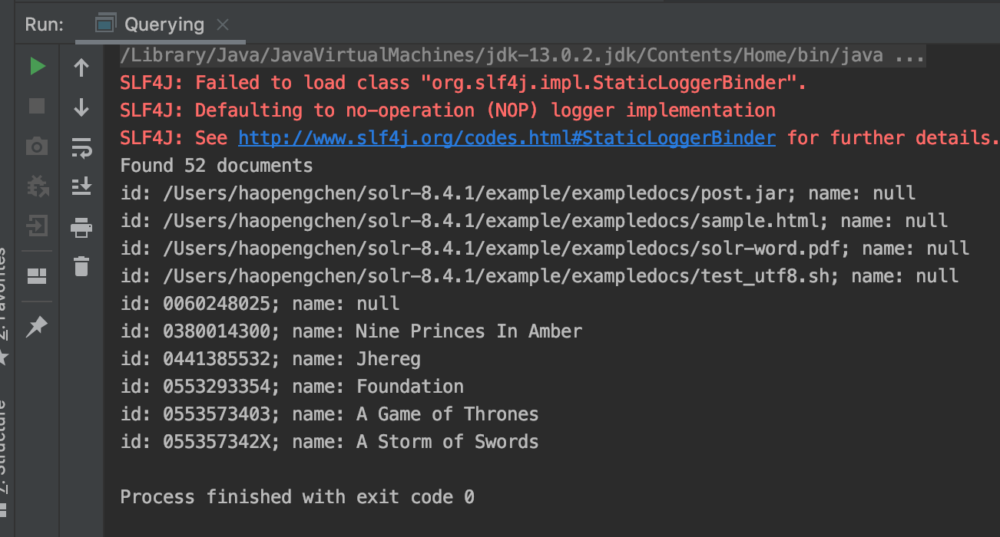 Run: Querying
/Library/Java/JavaVirtualMachines/jdk-13.0.2.jdk/Contents/Home/bin/java ...
SLF4J: Failed to load class "org.slf4j.impl.StaticLoggerBinder".
SLF4J: Defaulting to no-operation (NOP) logger implementation
SLF4J: See http://www.slf4j.org/codes.html#StaticLoggerBinder for further details.
Found 52 documents
id: /Users/haopengchen/solr-8.4.1/example/exampledocs/post.jar; name: null
id: /Users/haopengchen/solr-8.4.1/example/exampledocs/sample.html; name: null
id: /Users/haopengchen/solr-8.4.1/example/exampledocs/solr-word.pdf; name: null
id: /Users/haopengchen/solr-8.4.1/example/exampledocs/test_utf8.sh; name: null
id: 0060248025; name: null
id: 0380014300; name: Nine Princes In Amber
id: 0441385532; name: Jhereg
id: 0553293354; name: Foundation
id: 0553573403; name: A Game of Thrones
id: 055357342X; name: A Storm of Swords
Process finished with exit code 0
2: Favorites
7: Structure